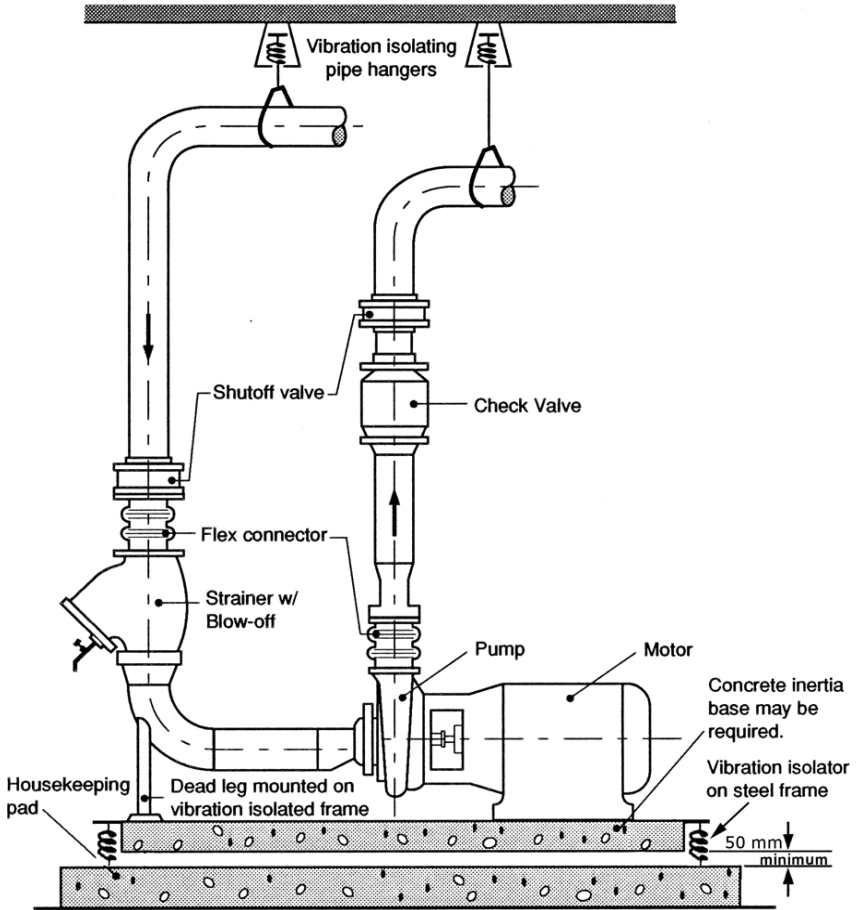 Vibration isolating
pipe hangers
Shutoff valve
Check Valve
Flex connector
Strainer w/
Blow-off
Pump
Motor
Concrete inertia
base may be
required.
Housekeeping
pad
Dead leg mounted on
vibration isolated frame
Vibration isolator
on steel frame
50 mm
minimum